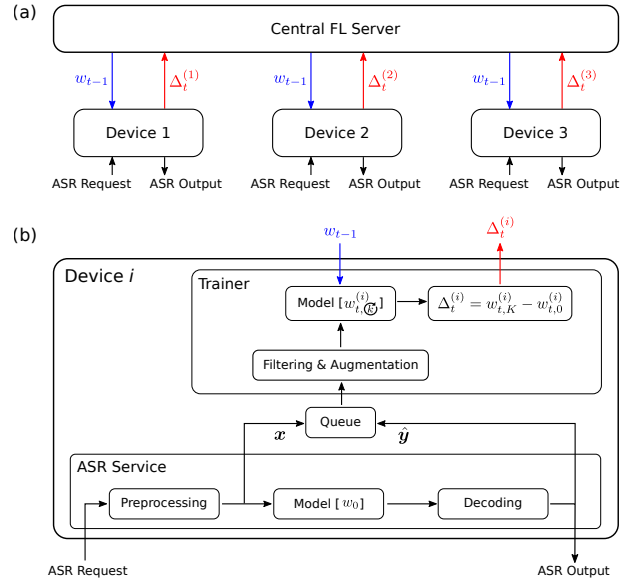 (a)
Central FL Server
w_{t-1} Δ_t^{(1)} w_{t-1} Δ_t^{(2)} w_{t-1} Δ_t^{(3)}
Device 1 Device 2 Device 3
ASR Request ASR Output ASR Request ASR Output ASR Request ASR Output
(b)
w_{t-1} Δ_t^{(i)}
Device i
Trainer
Model [w_{t,k}^{(i)}] Δ_t^{(i)} = w_{t,K}^{(i)} − w_{t,0}^{(i)}
Filtering & Augmentation
Queue
x ŷ
ASR Service
Preprocessing Model [w_0] Decoding
ASR Request ASR Output